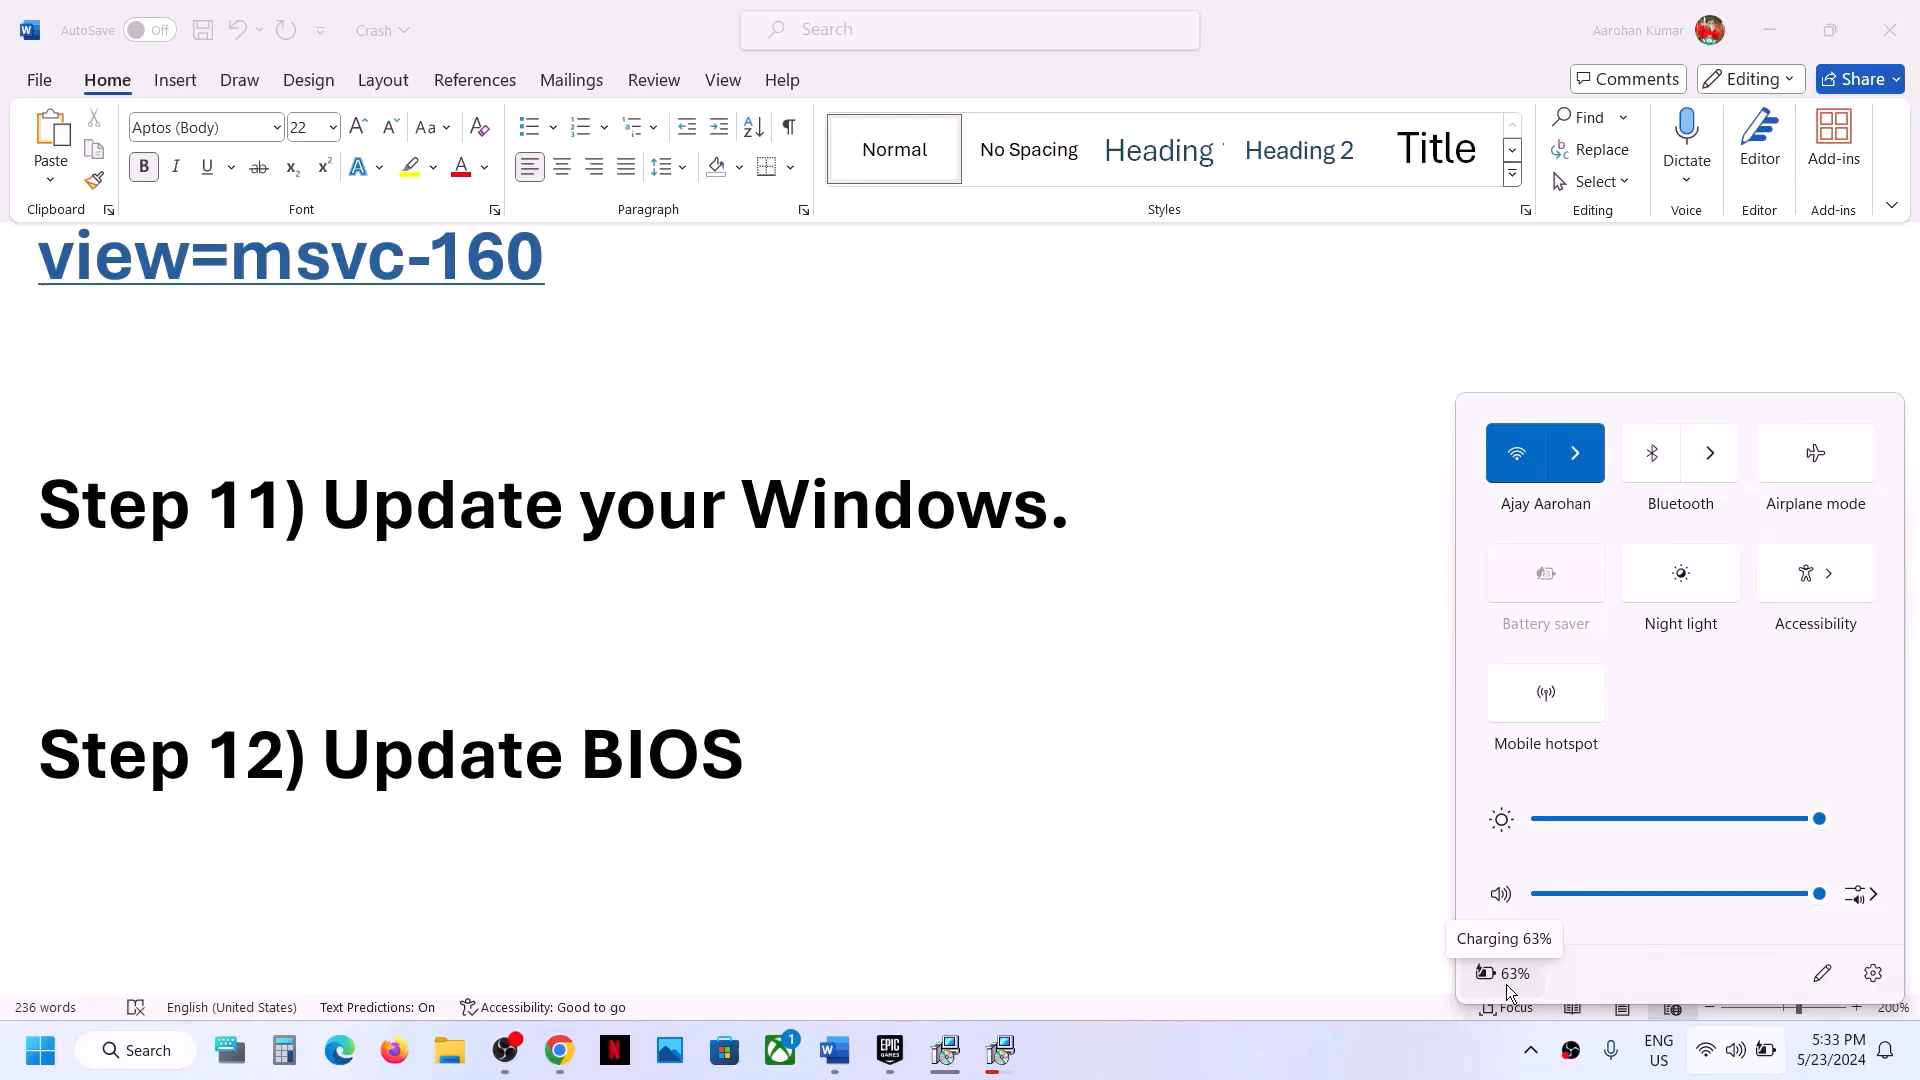 AutoSave Off
Crash
Search
Aarohan Kumar
File Home Insert Draw Design Layout References Mailings Review View Help
Comments Editing Share
Paste
Aptos (Body) 22
Normal No Spacing Heading Heading 2 Title
Find
Replace
Select
Dictate Editor Add-ins
Clipboard Font Paragraph Styles Editing Voice Editor Add-ins
view=msvc-160
Step 11) Update your Windows.
Step 12) Update BIOS
Ajay Aarohan Bluetooth Airplane mode
Battery saver Night light Accessibility
Mobile hotspot
Charging 63%
63%
236 words English (United States) Text Predictions: On Accessibility: Good to go Focus 200%
Search
1
ENG
US
5:33 PM
5/23/2024